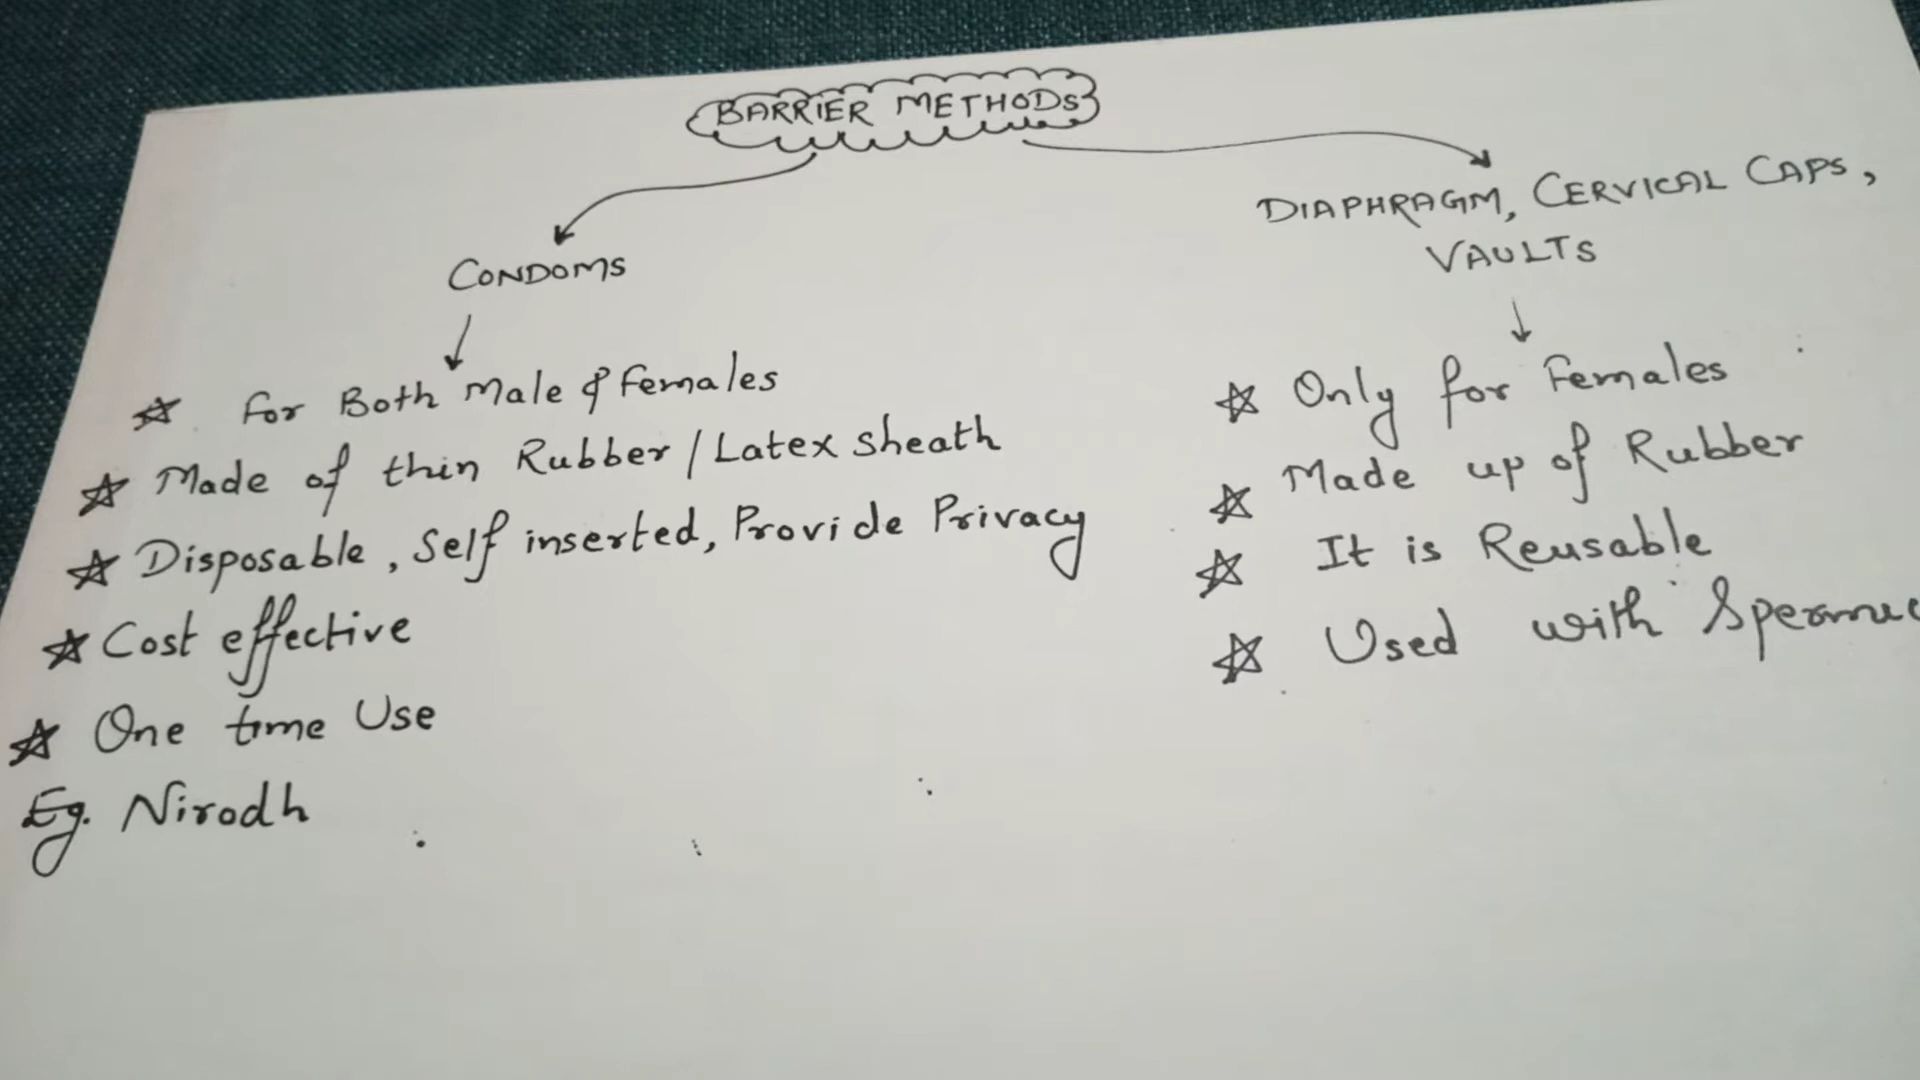 BARRIER METHODS
CONDOMS
☆ For Both Male & females
☆ Made of thin Rubber / Latex sheath
☆ Disposable, Self inserted, Provide Privacy
☆ Cost effective
☆ One time Use
Eg. Nirodh
DIAPHRAGM, CERVICAL CAPS,
VAULTS
☆ Only for Females
☆ Made up of Rubber
☆ It is Reusable
☆ Used with